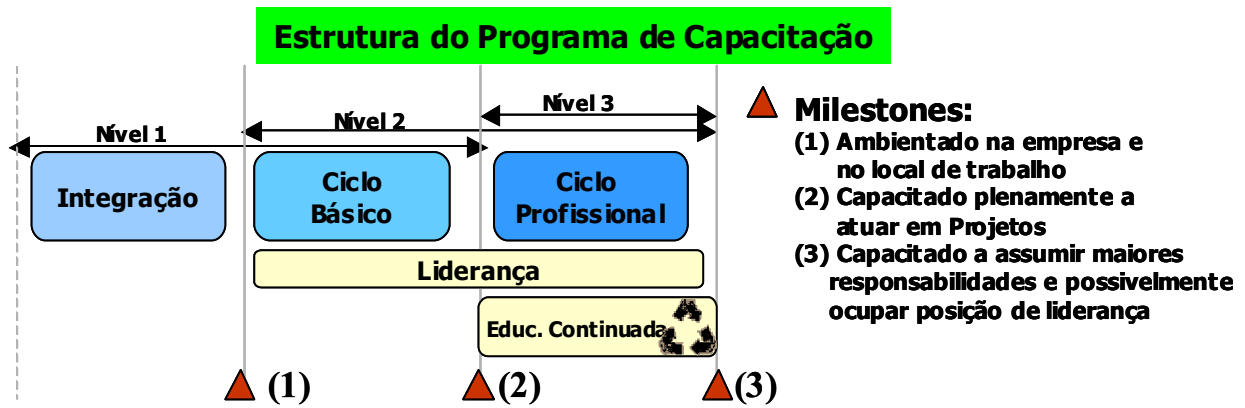 Estrutura do Programa de Capacitação
Nível 1
Nível 2
Nível 3
Integração
Ciclo
Básico
Ciclo
Profissional
Liderança
Educ. Continuada
(1)
(2)
(3)
Milestones:
(1) Ambientado na empresa e
no local de trabalho
(2) Capacitado plenamente a
atuar em Projetos
(3) Capacitado a assumir maiores
responsabilidades e possivelmente
ocupar posição de liderança